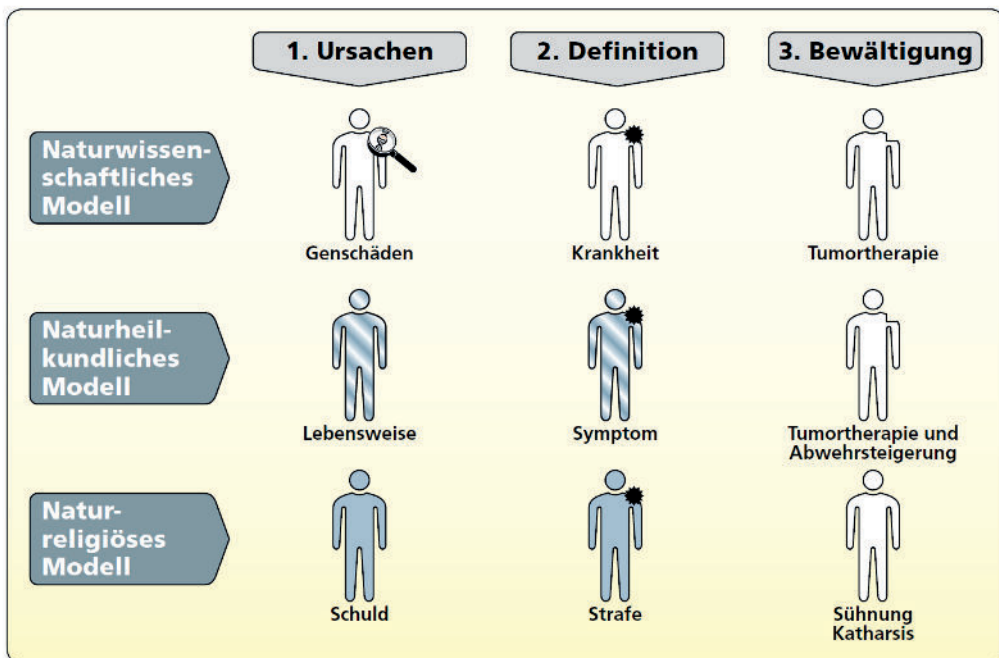 1. Ursachen
2. Definition
3. Bewältigung
Naturwissen-
schaftliches
Modell
Genschäden
Krankheit
Tumortherapie
Naturheil-
kundliches
Modell
Lebensweise
Symptom
Tumortherapie und
Abwehrsteigerung
Natur-
religiöses
Modell
Schuld
Strafe
Sühnung
Katharsis